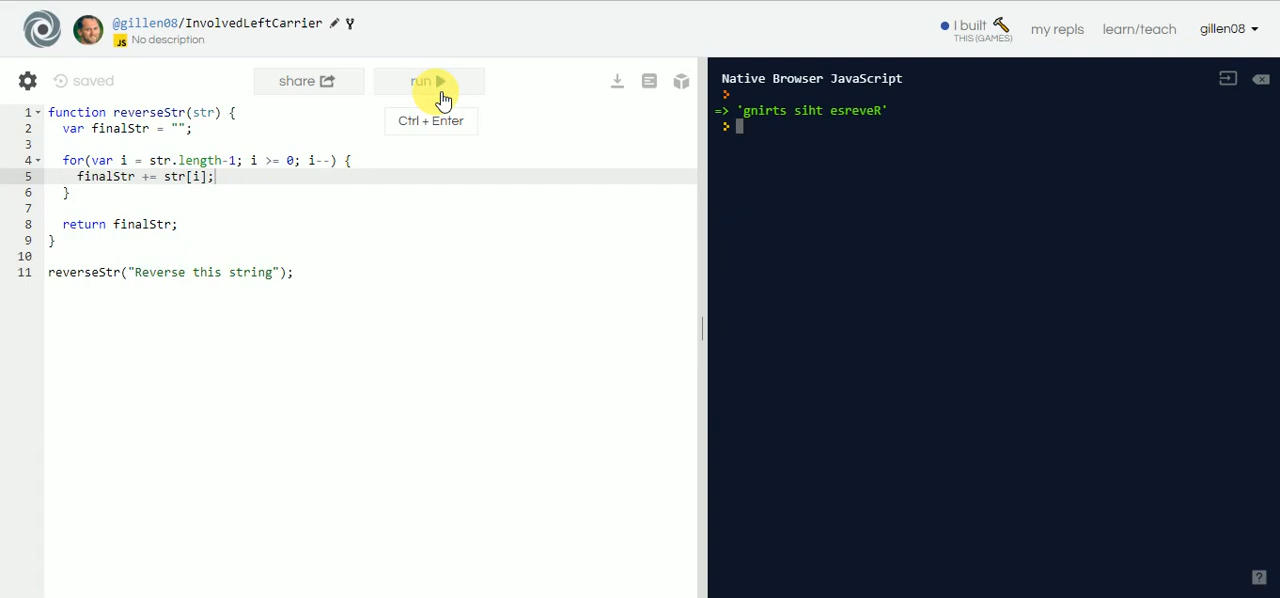 @gillen08/InvolvedLeftCarrier
JS No description
I built
THIS (GAMES)
my repls
learn/teach
gillen08
saved
share
run
Ctrl + Enter
1 function reverseStr(str) {
2 var finalStr = "";
3
4 for(var i = str.length-1; i >= 0; i--) {
5 finalStr += str[i];
6 }
7
8 return finalStr;
9 }
10
11 reverseStr("Reverse this string");
Native Browser JavaScript
=> 'gnirts siht esreveR'
?